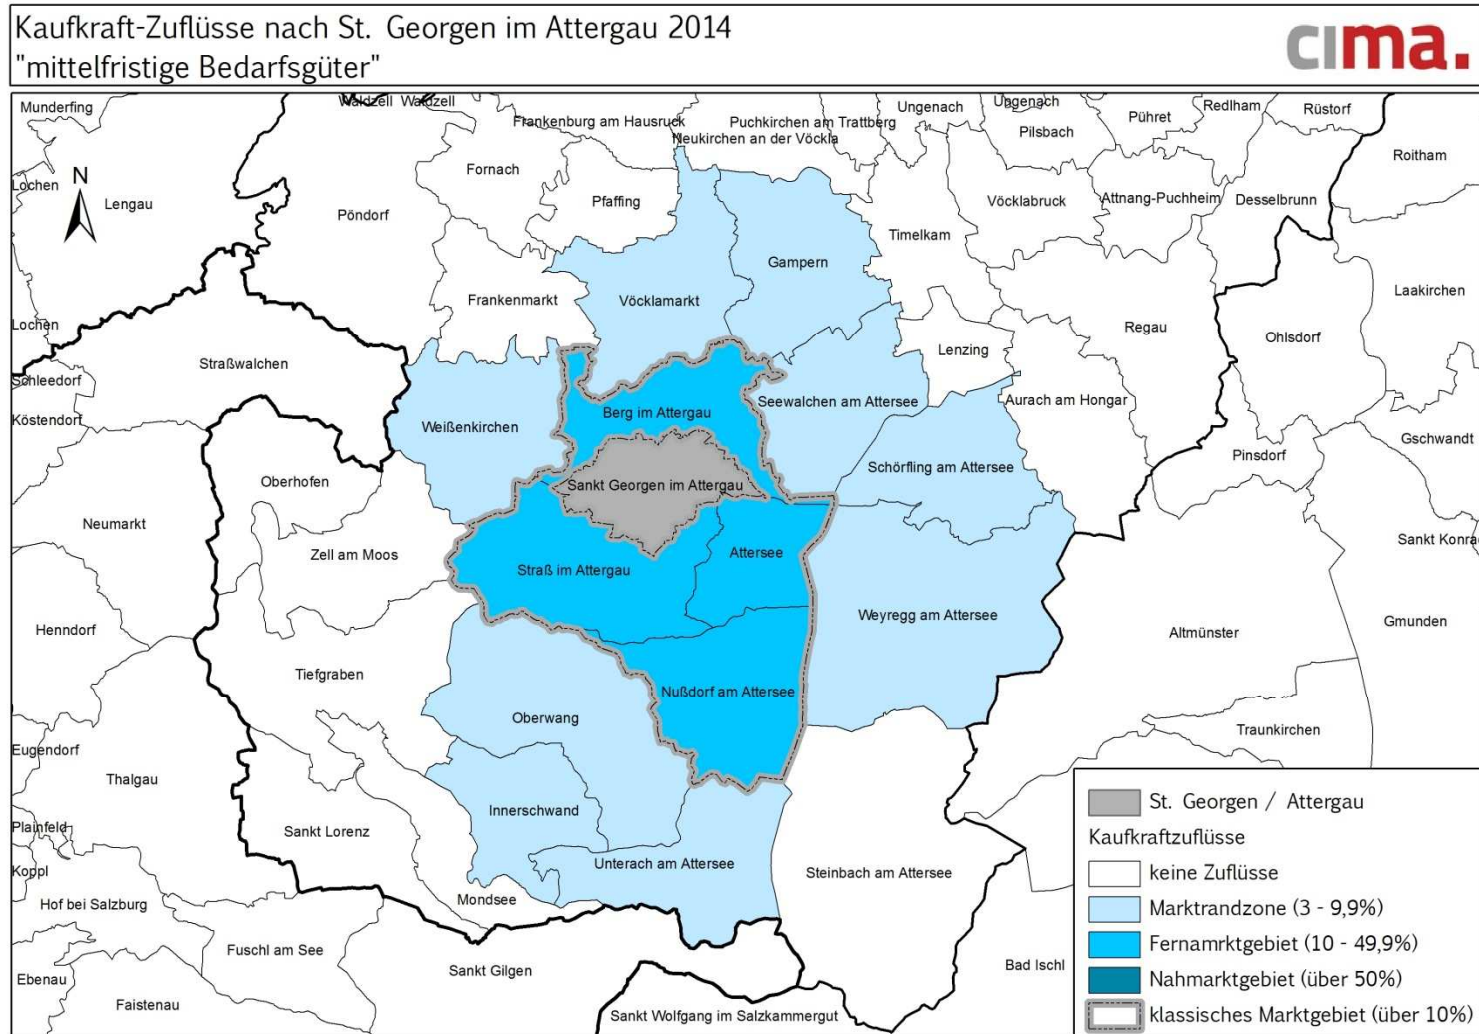 Kaufkraft-Zuflüsse nach St. Georgen im Attergau 2014
"mittelfristige Bedarfsgüter"
cima.
Munderfing
Waldzell Waldzell
Frankenburg am Hausruck
Puchkirchen am Trattberg
Neukirchen an der Vöckla
Ungenach
Ungenach
Pilsbach
Pühret
Redlham
Rüstorf
Roitham
Lochen
N
Lengau
Fornach
Pfaffing
Pöndorf
Vöcklabruck
Attnang-Puchheim
Desselbrunn
Timelkam
Gampern
Frankenmarkt
Vöcklamarkt
Laakirchen
Lochen
Regau
Ohlsdorf
Straßwalchen
Lenzing
Schleedorf
Köstendorf
Weißenkirchen
Berg im Attergau
Seewalchen am Attersee
Aurach am Hongar
Gschwandt
Pinsdorf
Schörfling am Attersee
Oberhofen
Sankt Georgen im Attergau
Neumarkt
Zell am Moos
Straß im Attergau
Attersee
Sankt Konra
Henndorf
Weyregg am Attersee
Altmünster
Gmunden
Tiefgraben
Nußdorf am Attersee
Oberwang
Traunkirchen
Eugendorf
Thalgau
Innerschwand
Plainfeld
Sankt Lorenz
Koppl
Unterach am Attersee
Steinbach am Attersee
Mondsee
Hof bei Salzburg
Fuschl am See
Sankt Gilgen
Bad Ischl
Ebenau
Faistenau
Sankt Wolfgang im Salzkammergut
St. Georgen / Attergau
Kaufkraftzuflüsse
keine Zuflüsse
Marktrandzone (3 - 9,9%)
Fernamrktgebiet (10 - 49,9%)
Nahmarktgebiet (über 50%)
klassisches Marktgebiet (über 10%)